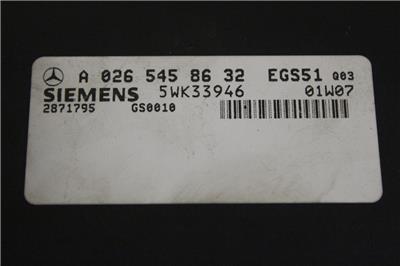 A 026 545 86 32 EGS51 Q03
SIEMENS 5WK33946 01W07
2871795 GS0010